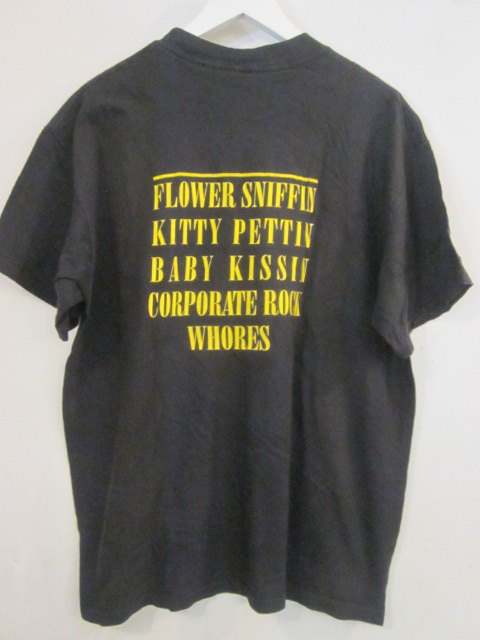 FLOWER SNIFFIN
KITTY PETTIN
BABY KISSIN
CORPORATE ROCK
WHORES